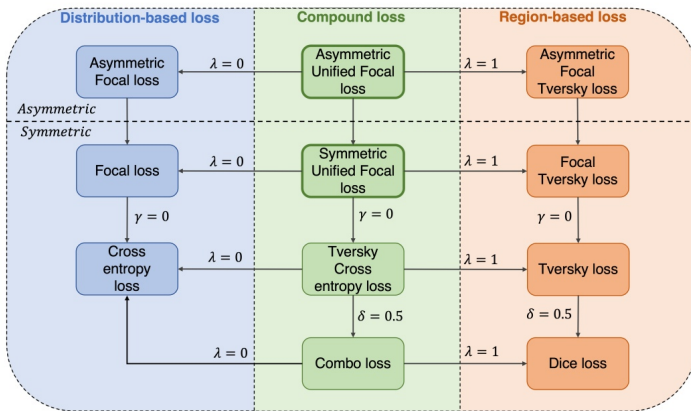 Distribution-based loss
Compound loss
Region-based loss
Asymmetric
Focal loss
λ = 0
Asymmetric
Unified Focal
loss
λ = 1
Asymmetric
Focal
Tversky loss
Asymmetric
Symmetric
Focal loss
λ = 0
Symmetric
Unified Focal
loss
λ = 1
Focal
Tversky loss
γ = 0
γ = 0
γ = 0
Cross
entropy
loss
λ = 0
Tversky
Cross
entropy loss
λ = 1
Tversky loss
δ = 0.5
δ = 0.5
λ = 0
Combo loss
λ = 1
Dice loss